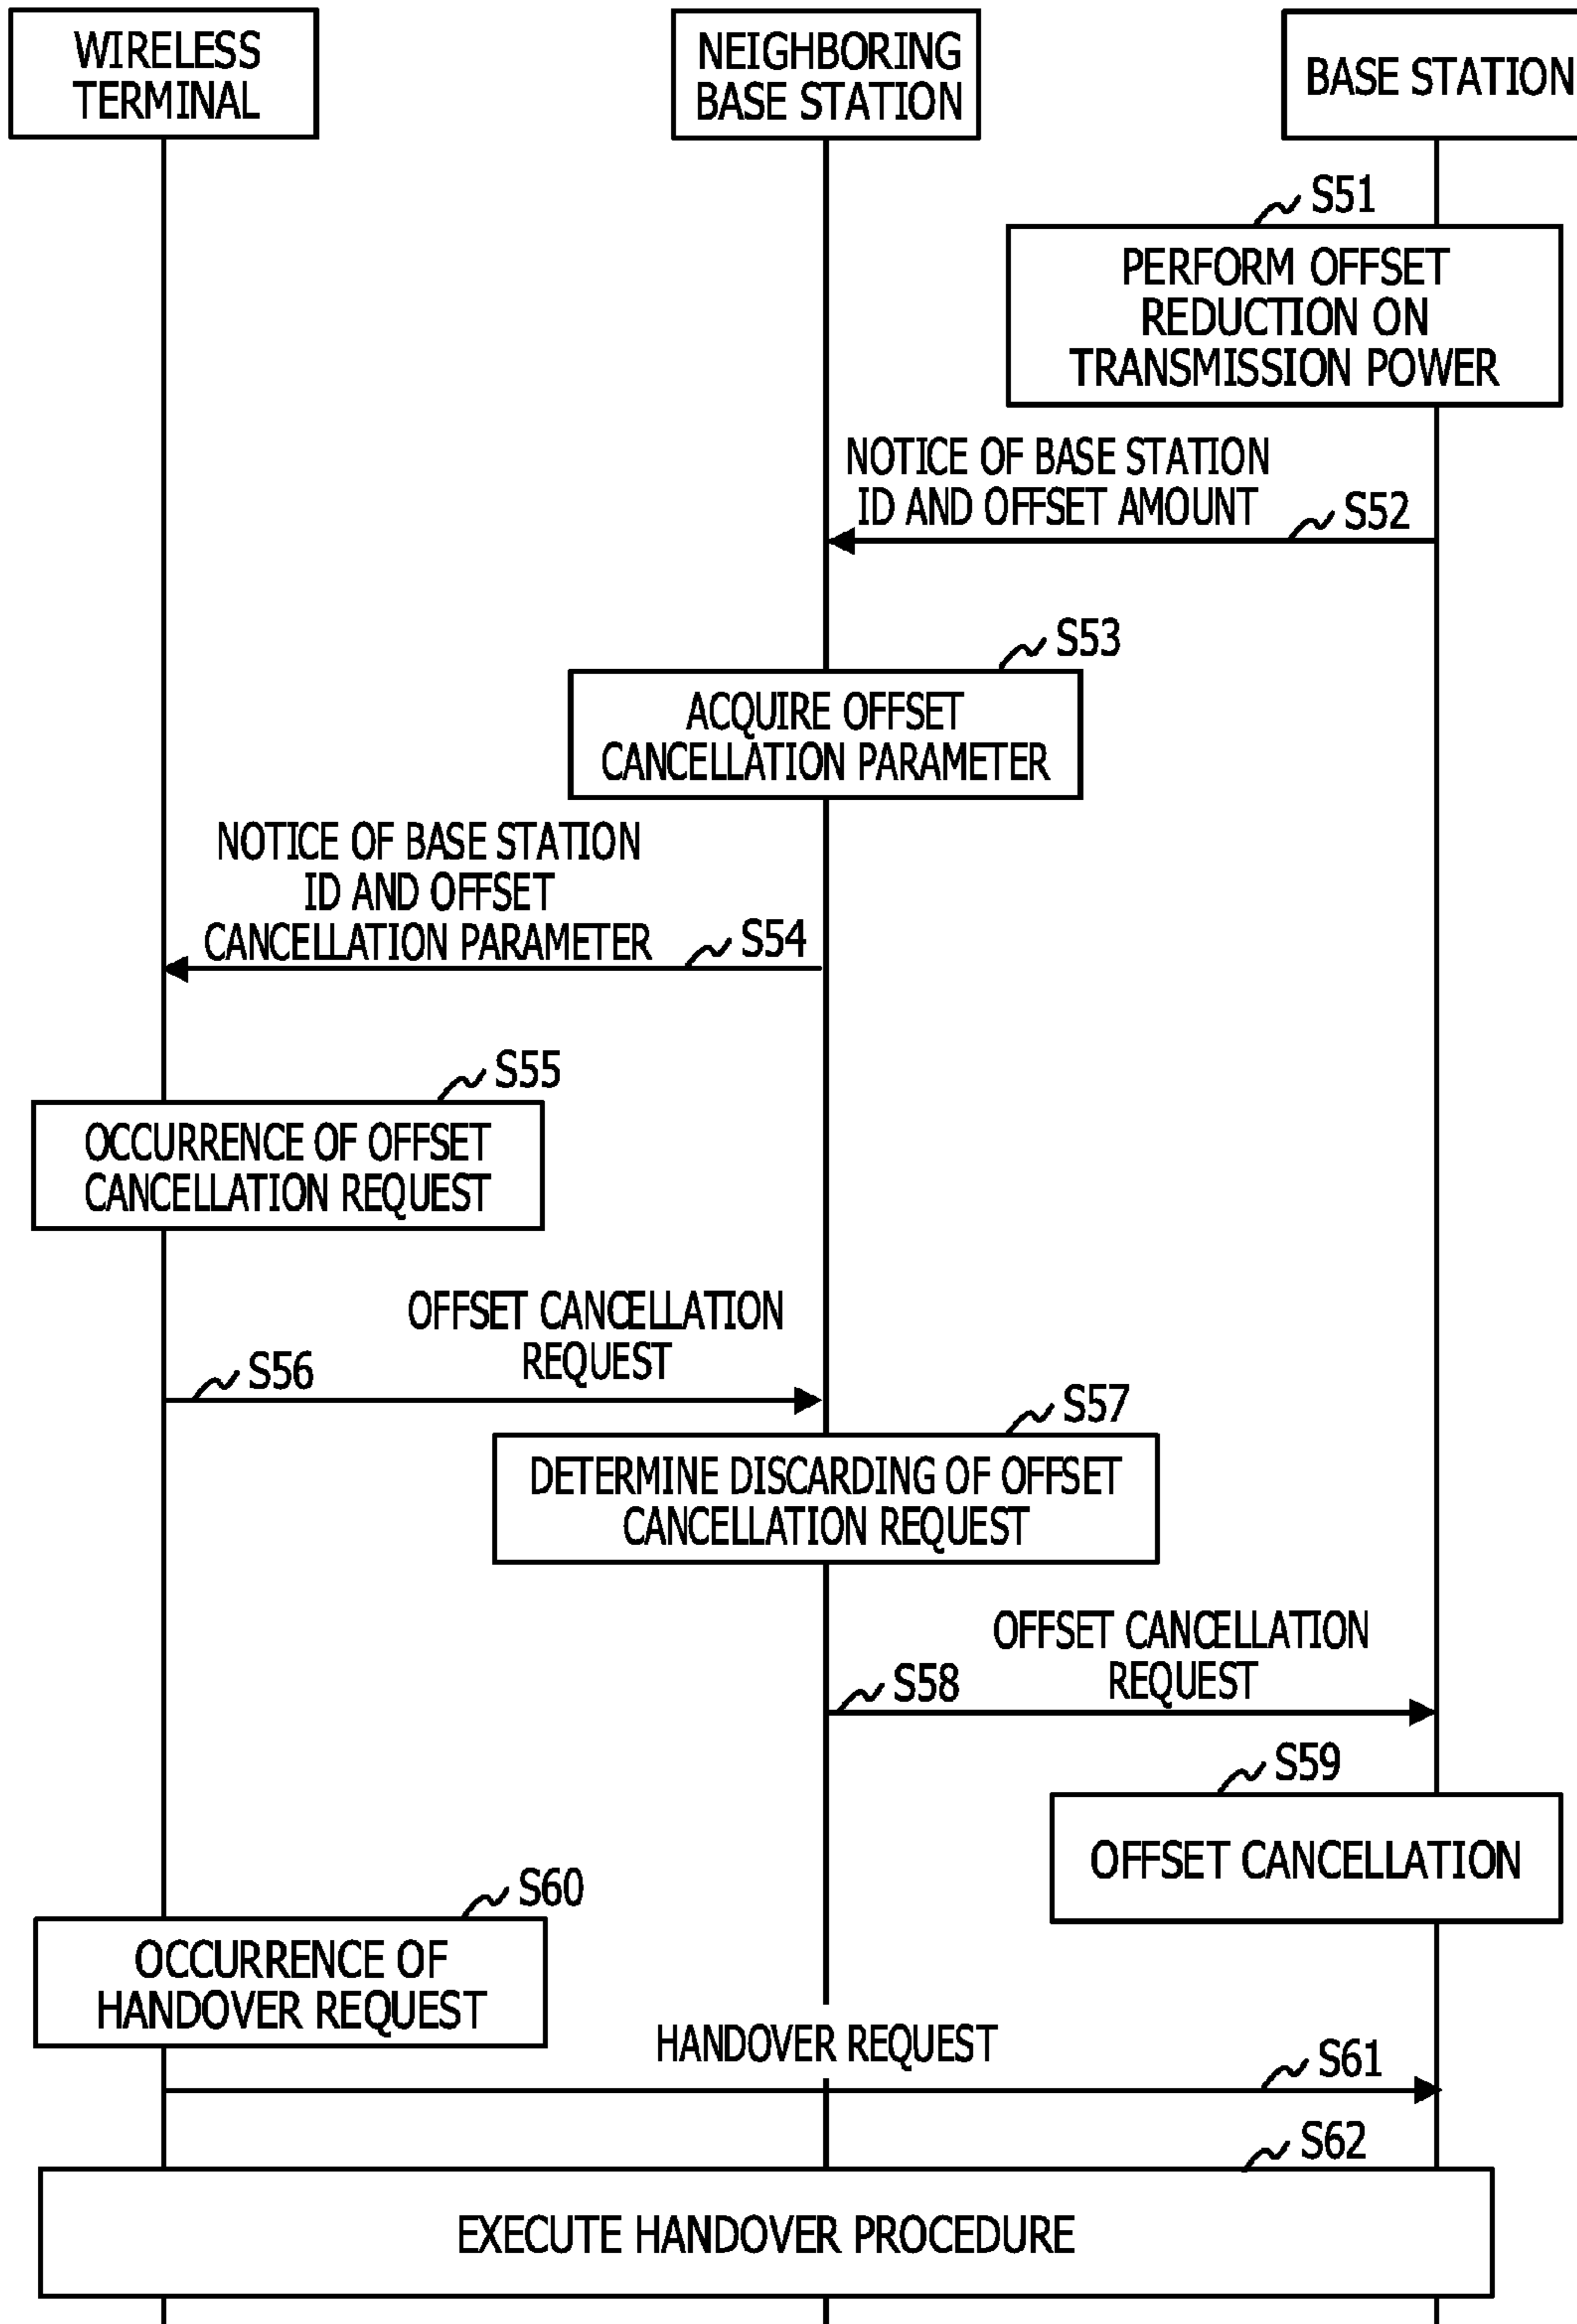 WIRELESS
TERMINAL
NEIGHBORING
BASE STATION
BASE STATION
S51
PERFORM OFFSET
REDUCTION ON
TRANSMISSION POWER
NOTICE OF BASE STATION
ID AND OFFSET AMOUNT
S52
S53
ACQUIRE OFFSET
CANCELLATION PARAMETER
NOTICE OF BASE STATION
ID AND OFFSET
CANCELLATION PARAMETER
S54
S55
OCCURRENCE OF OFFSET
CANCELLATION REQUEST
OFFSET CANCELLATION
REQUEST
S56
S57
DETERMINE DISCARDING OF OFFSET
CANCELLATION REQUEST
OFFSET CANCELLATION
REQUEST
S58
S59
OFFSET CANCELLATION
S60
OCCURRENCE OF
HANDOVER REQUEST
HANDOVER REQUEST
S61
S62
EXECUTE HANDOVER PROCEDURE